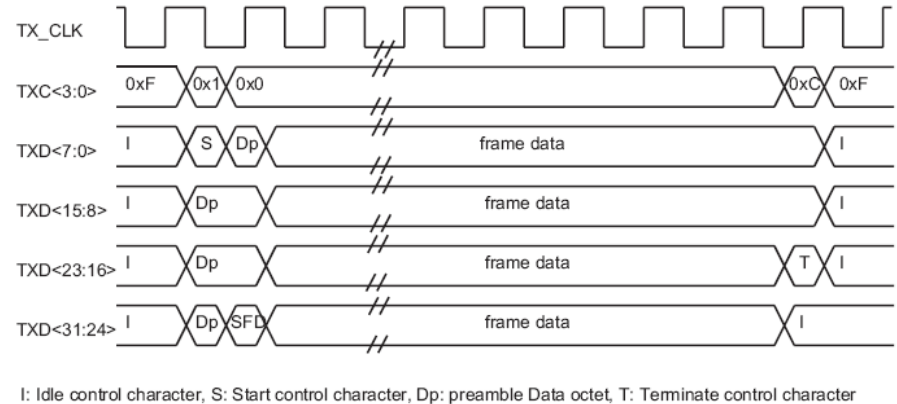 TX_CLK
TXC<3:0> 0xF 0x1 0x0 0xC 0xF
TXD<7:0> I S Dp frame data I
TXD<15:8> I Dp frame data I
TXD<23:16> I Dp frame data T I
TXD<31:24> I Dp SFD frame data I
I: Idle control character, S: Start control character, Dp: preamble Data octet, T: Terminate control character